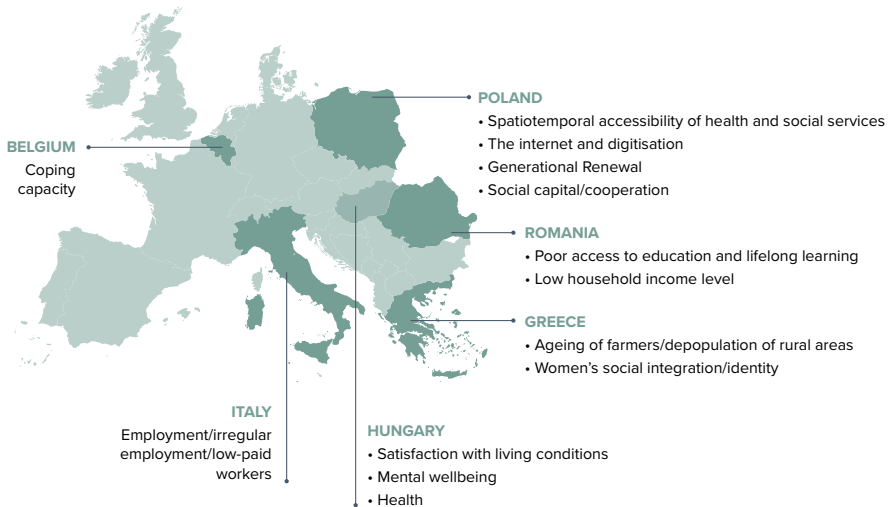 POLAND
• Spatiotemporal accessibility of health and social services
• The internet and digitisation
• Generational Renewal
• Social capital/cooperation
BELGIUM
Coping
capacity
ROMANIA
• Poor access to education and lifelong learning
• Low household income level
GREECE
• Ageing of farmers/depopulation of rural areas
• Women’s social integration/identity
ITALY
Employment/irregular
employment/low-paid
workers
HUNGARY
• Satisfaction with living conditions
• Mental wellbeing
• Health